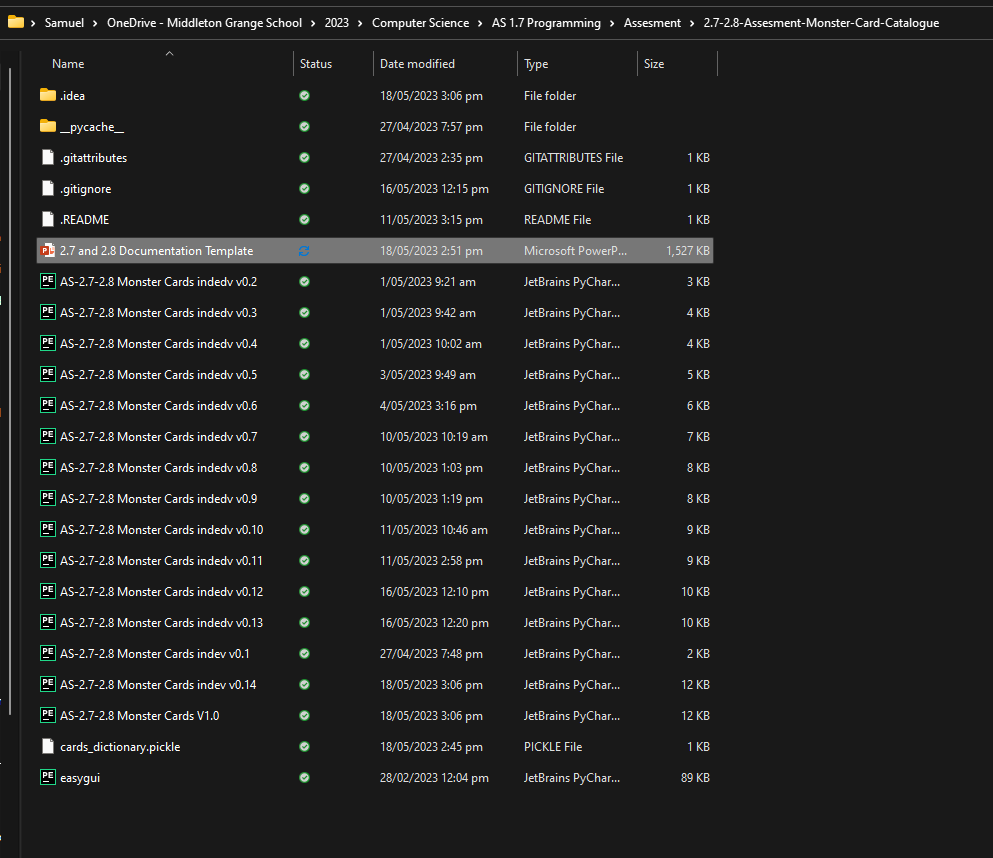 Samuel > OneDrive - Middleton Grange School > 2023 > Computer Science > AS 1.7 Programming > Assesment > 2.7-2.8-Assesment-Monster-Card-Catalogue
Name Status Date modified Type Size
.idea 18/05/2023 3:06 pm File folder
__pycache__ 27/04/2023 7:57 pm File folder
.gitattributes 27/04/2023 2:35 pm GITATTRIBUTES File 1 KB
.gitignore 16/05/2023 12:15 pm GITIGNORE File 1 KB
.README 11/05/2023 3:15 pm README File 1 KB
2.7 and 2.8 Documentation Template 18/05/2023 2:51 pm Microsoft PowerP... 1,527 KB
PE AS-2.7-2.8 Monster Cards indedv v0.2 1/05/2023 9:21 am JetBrains PyChar... 3 KB
PE AS-2.7-2.8 Monster Cards indedv v0.3 1/05/2023 9:42 am JetBrains PyChar... 4 KB
PE AS-2.7-2.8 Monster Cards indedv v0.4 1/05/2023 10:02 am JetBrains PyChar... 4 KB
PE AS-2.7-2.8 Monster Cards indedv v0.5 3/05/2023 9:49 am JetBrains PyChar... 5 KB
PE AS-2.7-2.8 Monster Cards indedv v0.6 4/05/2023 3:16 pm JetBrains PyChar... 6 KB
PE AS-2.7-2.8 Monster Cards indedv v0.7 10/05/2023 10:19 am JetBrains PyChar... 7 KB
PE AS-2.7-2.8 Monster Cards indedv v0.8 10/05/2023 1:03 pm JetBrains PyChar... 8 KB
PE AS-2.7-2.8 Monster Cards indedv v0.9 10/05/2023 1:19 pm JetBrains PyChar... 8 KB
PE AS-2.7-2.8 Monster Cards indedv v0.10 11/05/2023 10:46 am JetBrains PyChar... 9 KB
PE AS-2.7-2.8 Monster Cards indedv v0.11 11/05/2023 2:58 pm JetBrains PyChar... 9 KB
PE AS-2.7-2.8 Monster Cards indedv v0.12 16/05/2023 12:10 pm JetBrains PyChar... 10 KB
PE AS-2.7-2.8 Monster Cards indedv v0.13 16/05/2023 12:20 pm JetBrains PyChar... 10 KB
PE AS-2.7-2.8 Monster Cards indev v0.1 27/04/2023 7:48 pm JetBrains PyChar... 2 KB
PE AS-2.7-2.8 Monster Cards indev v0.14 18/05/2023 3:06 pm JetBrains PyChar... 12 KB
PE AS-2.7-2.8 Monster Cards V1.0 18/05/2023 3:06 pm JetBrains PyChar... 12 KB
cards_dictionary.pickle 18/05/2023 2:45 pm PICKLE File 1 KB
PE easygui 28/02/2023 12:04 pm JetBrains PyChar... 89 KB